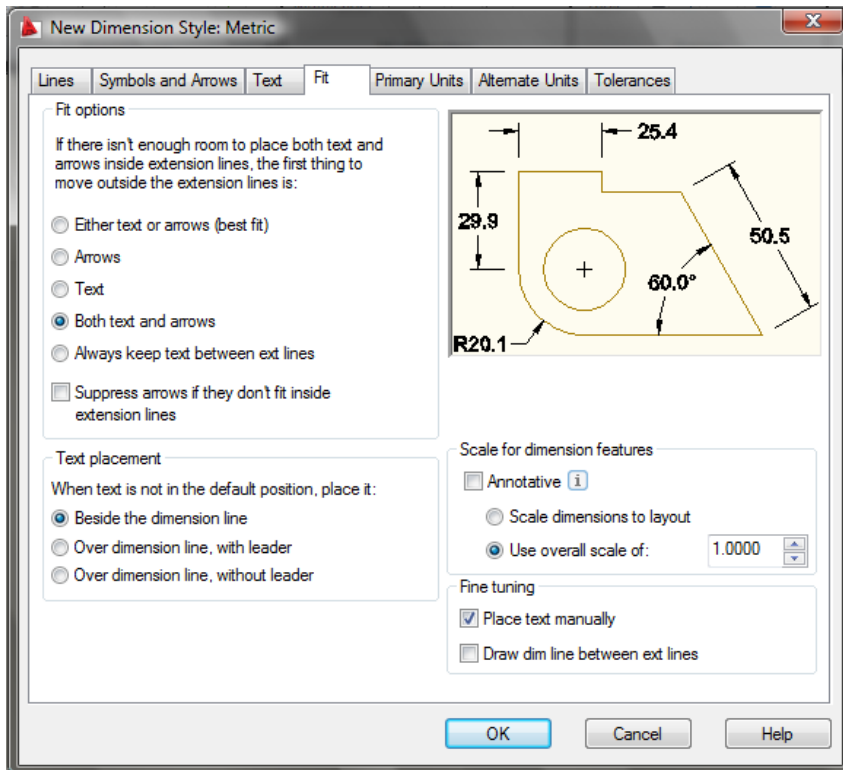 New Dimension Style: Metric
Lines
Symbols and Arrows
Text
Fit
Primary Units
Alternate Units
Tolerances
Fit options
If there isn't enough room to place both text and
arrows inside extension lines, the first thing to
move outside the extension lines is:
Either text or arrows (best fit)
Arrows
Text
Both text and arrows
Always keep text between ext lines
Suppress arrows if they don't fit inside
extension lines
Text placement
When text is not in the default position, place it:
Beside the dimension line
Over dimension line, with leader
Over dimension line, without leader
25.4
29.9
50.5
60.0°
R20.1
Scale for dimension features
Annotative i
Scale dimensions to layout
Use overall scale of: 1.0000
Fine tuning
Place text manually
Draw dim line between ext lines
OK
Cancel
Help